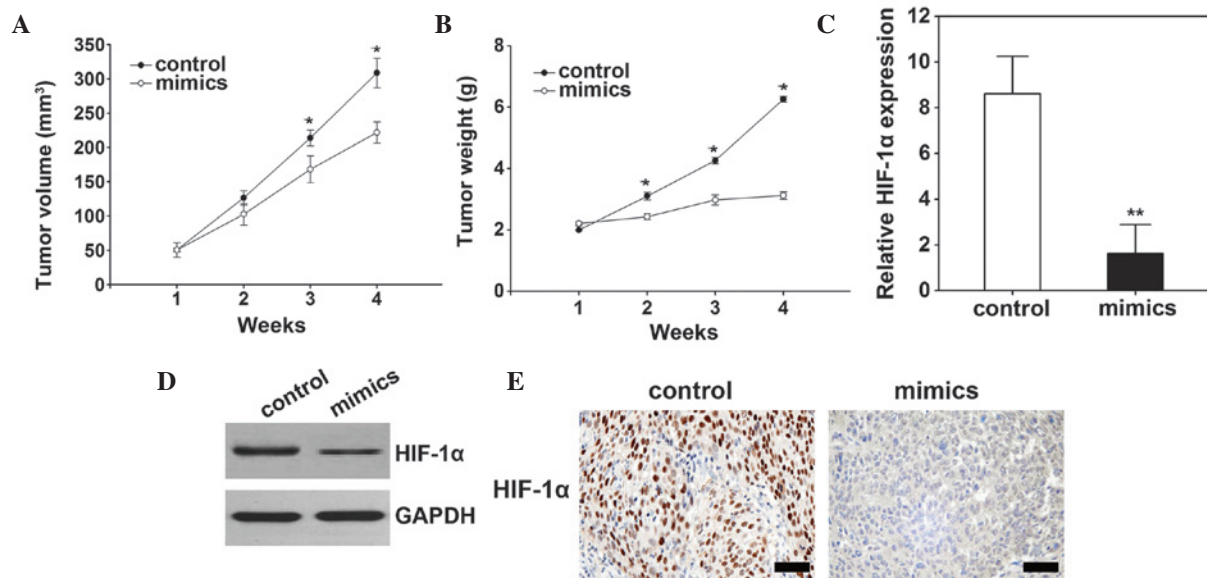 A
Tumor volume (mm³)
350
300
250
200
150
100
50
0
control
mimics
*
*
1 2 3 4
Weeks
B
Tumor weight (g)
8
6
4
2
0
control
mimics
*
*
*
1 2 3 4
Weeks
C
Relative HIF-1α expression
12
10
8
6
4
2
0
**
control mimics
D
control mimics
HIF-1α
GAPDH
E
control mimics
HIF-1α